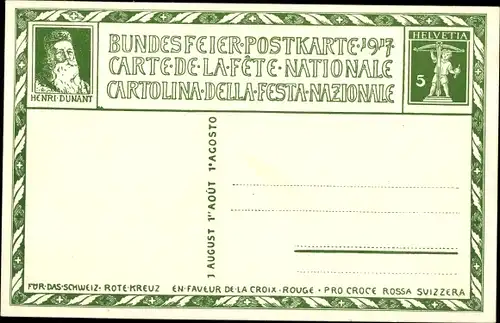 BUNDESFEIER·POSTKARTE·1917
CARTE·DE·LA·FÊTE·NATIONALE
CARTOLINA·DELLA·FESTA·NAZIONALE
HENRI·DUNANT
HELVETIA
5
1 AUGUST 1ER AOÛT 1º AGOSTO
FÜR·DAS·SCHWEIZ·ROTE·KREUZ EN·FAVEUR·DE·LA·CROIX·ROUGE·PRO CROCE ROSSA SVIZZERA